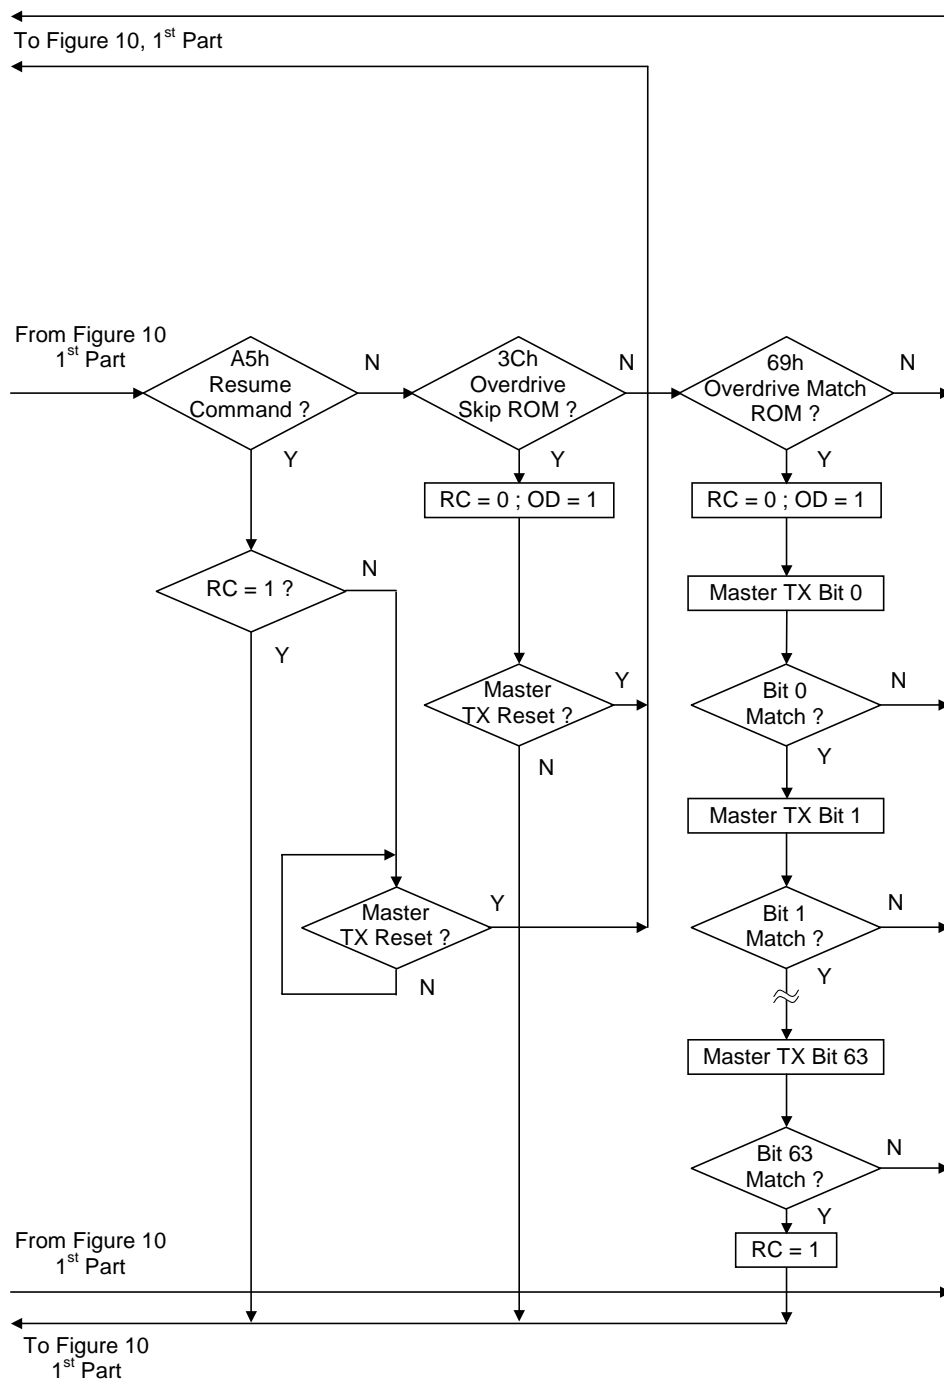 To Figure 10, 1st Part
From Figure 10
1st Part
A5h
Resume
Command ?
N
Y
3Ch
Overdrive
Skip ROM ?
N
Y
69h
Overdrive Match
ROM ?
N
Y
RC = 0 ; OD = 1
RC = 0 ; OD = 1
RC = 1 ?
N
Y
Master TX Bit 0
Master
TX Reset ?
Y
N
Bit 0
Match ?
N
Y
Master TX Bit 1
Master
TX Reset ?
Y
N
Bit 1
Match ?
N
Y
Master TX Bit 63
Bit 63
Match ?
N
Y
RC = 1
From Figure 10
1st Part
To Figure 10
1st Part